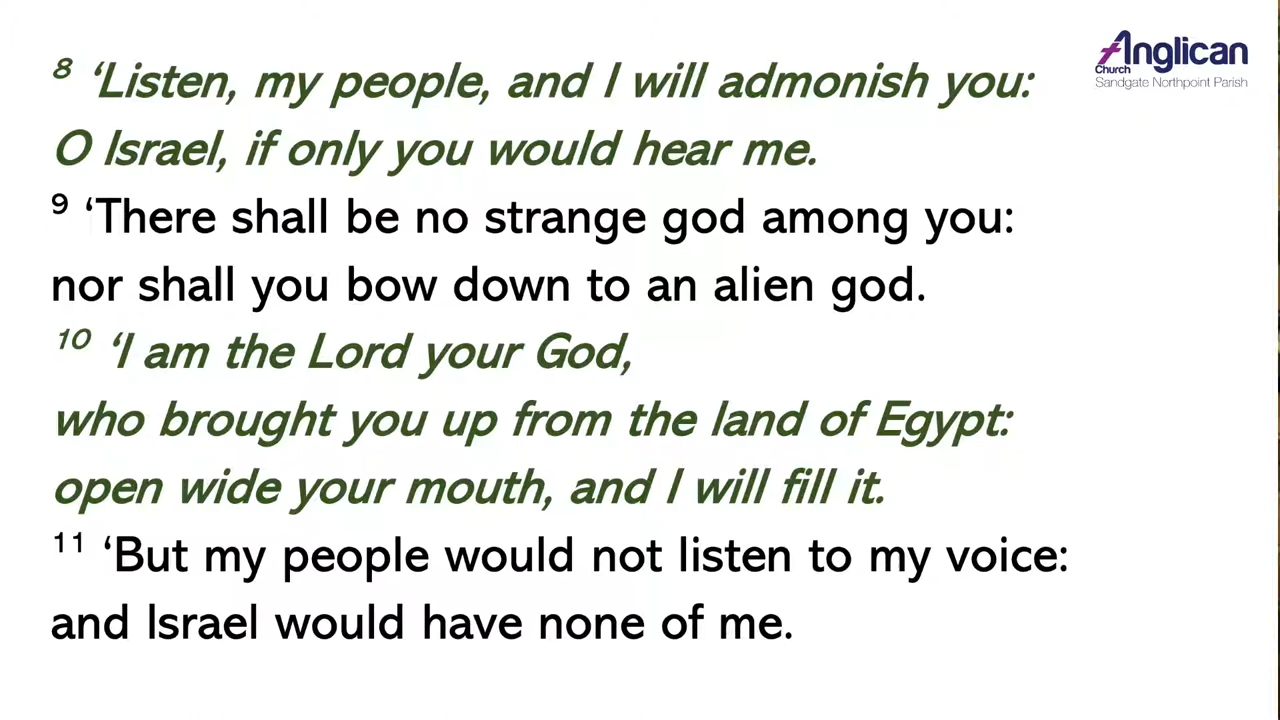 Anglican
Church
Sandgate Northpoint Parish
⁸ ‘Listen, my people, and I will admonish you:
O Israel, if only you would hear me.
⁹ ‘There shall be no strange god among you:
nor shall you bow down to an alien god.
¹⁰ ‘I am the Lord your God,
who brought you up from the land of Egypt:
open wide your mouth, and I will fill it.
¹¹ ‘But my people would not listen to my voice:
and Israel would have none of me.